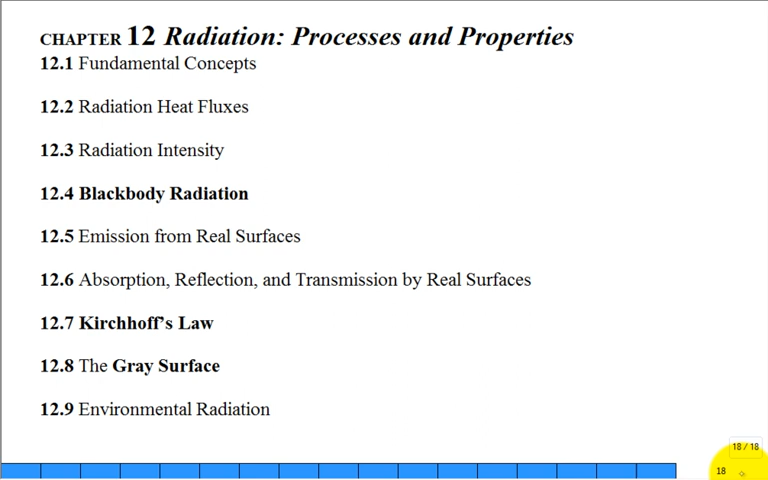 CHAPTER 12 Radiation: Processes and Properties
12.1 Fundamental Concepts
12.2 Radiation Heat Fluxes
12.3 Radiation Intensity
12.4 Blackbody Radiation
12.5 Emission from Real Surfaces
12.6 Absorption, Reflection, and Transmission by Real Surfaces
12.7 Kirchhoff’s Law
12.8 The Gray Surface
12.9 Environmental Radiation
18 / 18
18